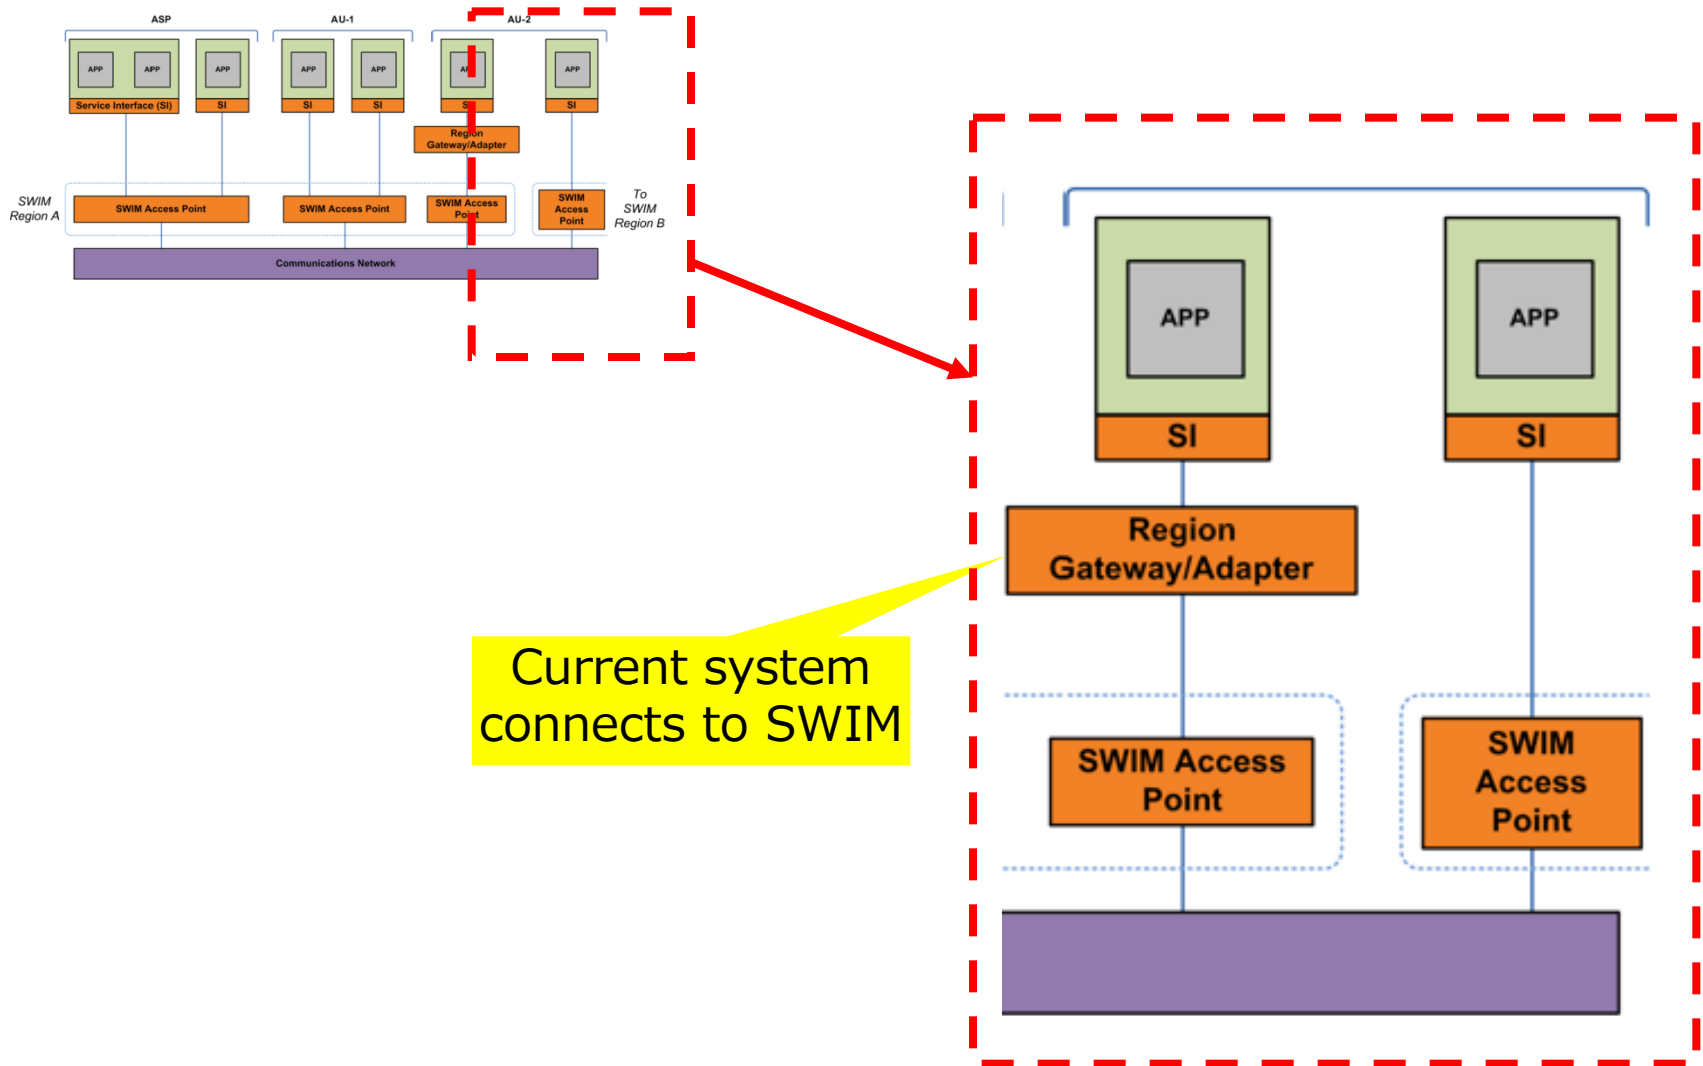 ASP
AU-1
AU-2
APP
APP
APP
APP
APP
APP
APP
Service Interface (SI)
SI
SI
SI
SI
SI
Region
Gateway/Adapter
SWIM
Region A
SWIM Access Point
SWIM Access Point
SWIM Access
Point
SWIM
Access
Point
To
SWIM
Region B
Communications Network
APP
APP
SI
SI
Region
Gateway/Adapter
Current system
connects to SWIM
SWIM Access
Point
SWIM
Access
Point